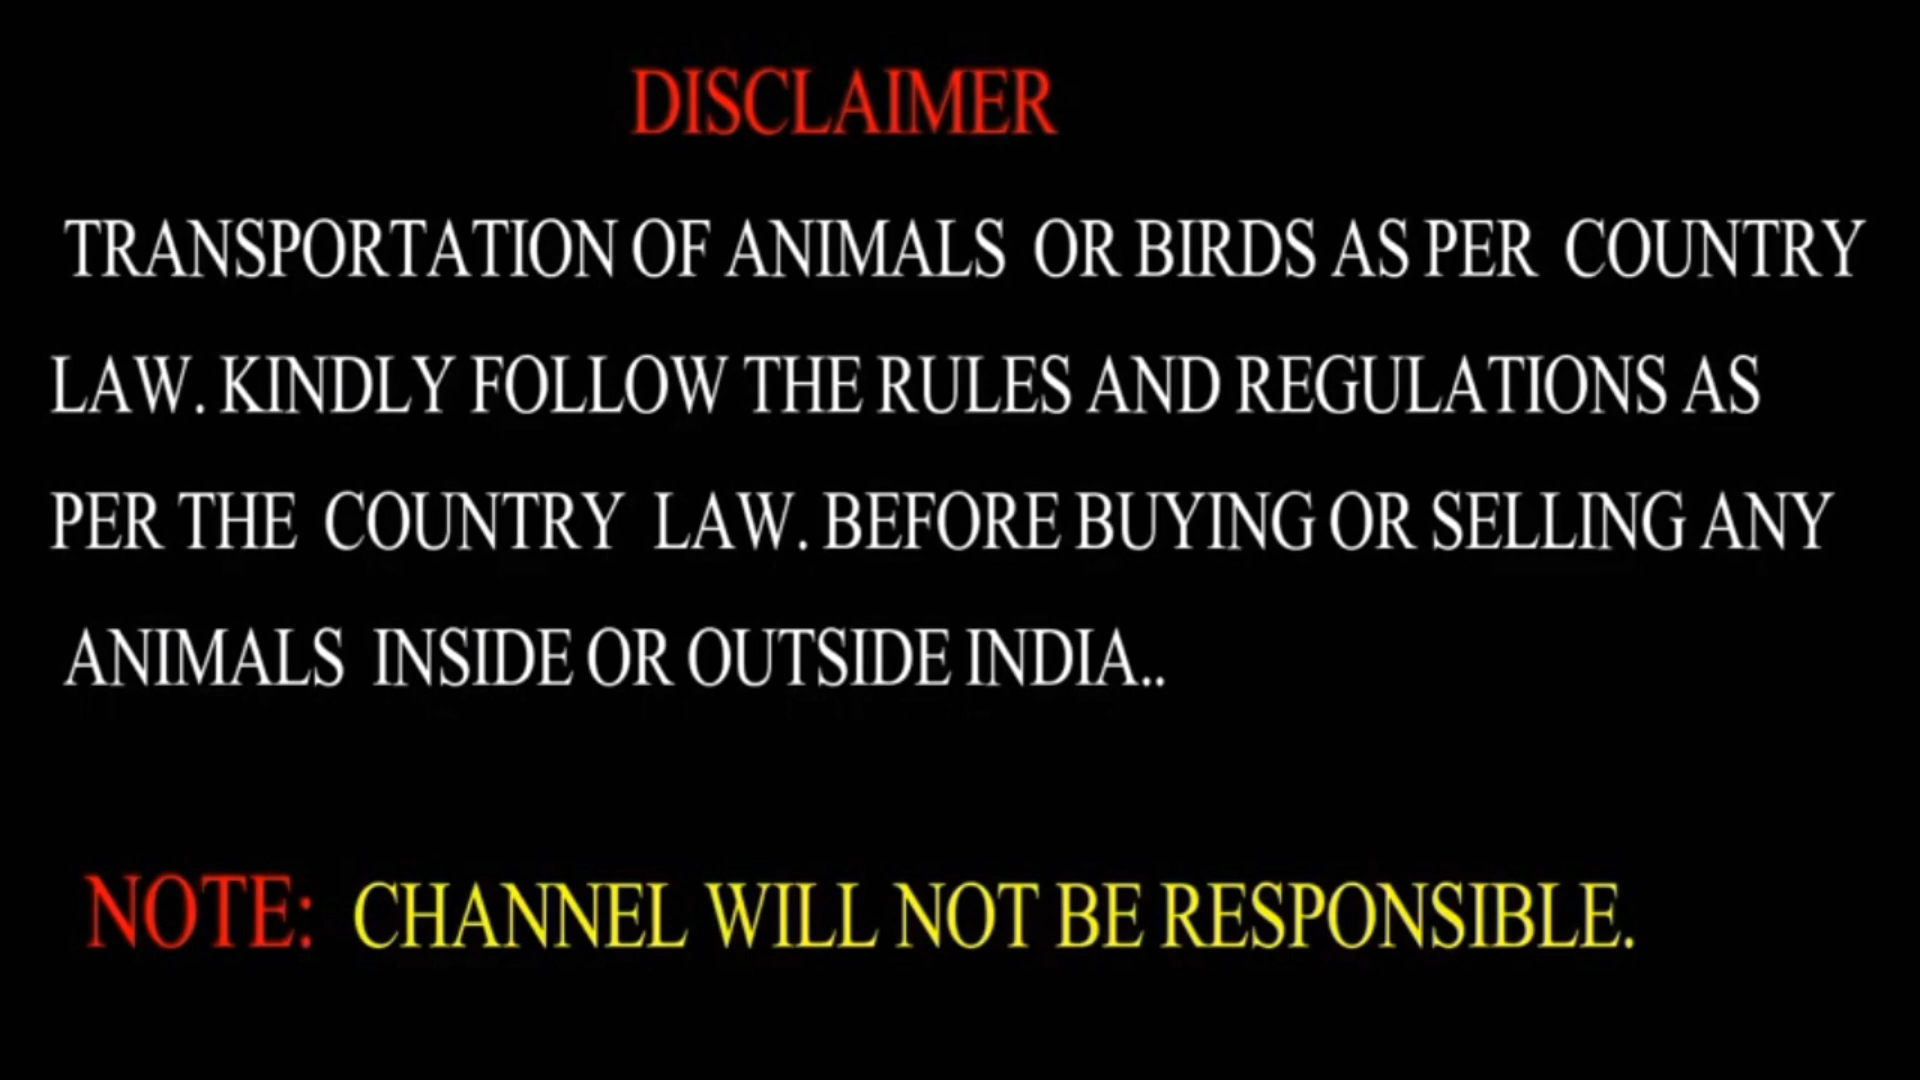 DISCLAIMER
TRANSPORTATION OF ANIMALS OR BIRDS AS PER COUNTRY
LAW. KINDLY FOLLOW THE RULES AND REGULATIONS AS
PER THE COUNTRY LAW. BEFORE BUYING OR SELLING ANY
ANIMALS INSIDE OR OUTSIDE INDIA..
NOTE: CHANNEL WILL NOT BE RESPONSIBLE.